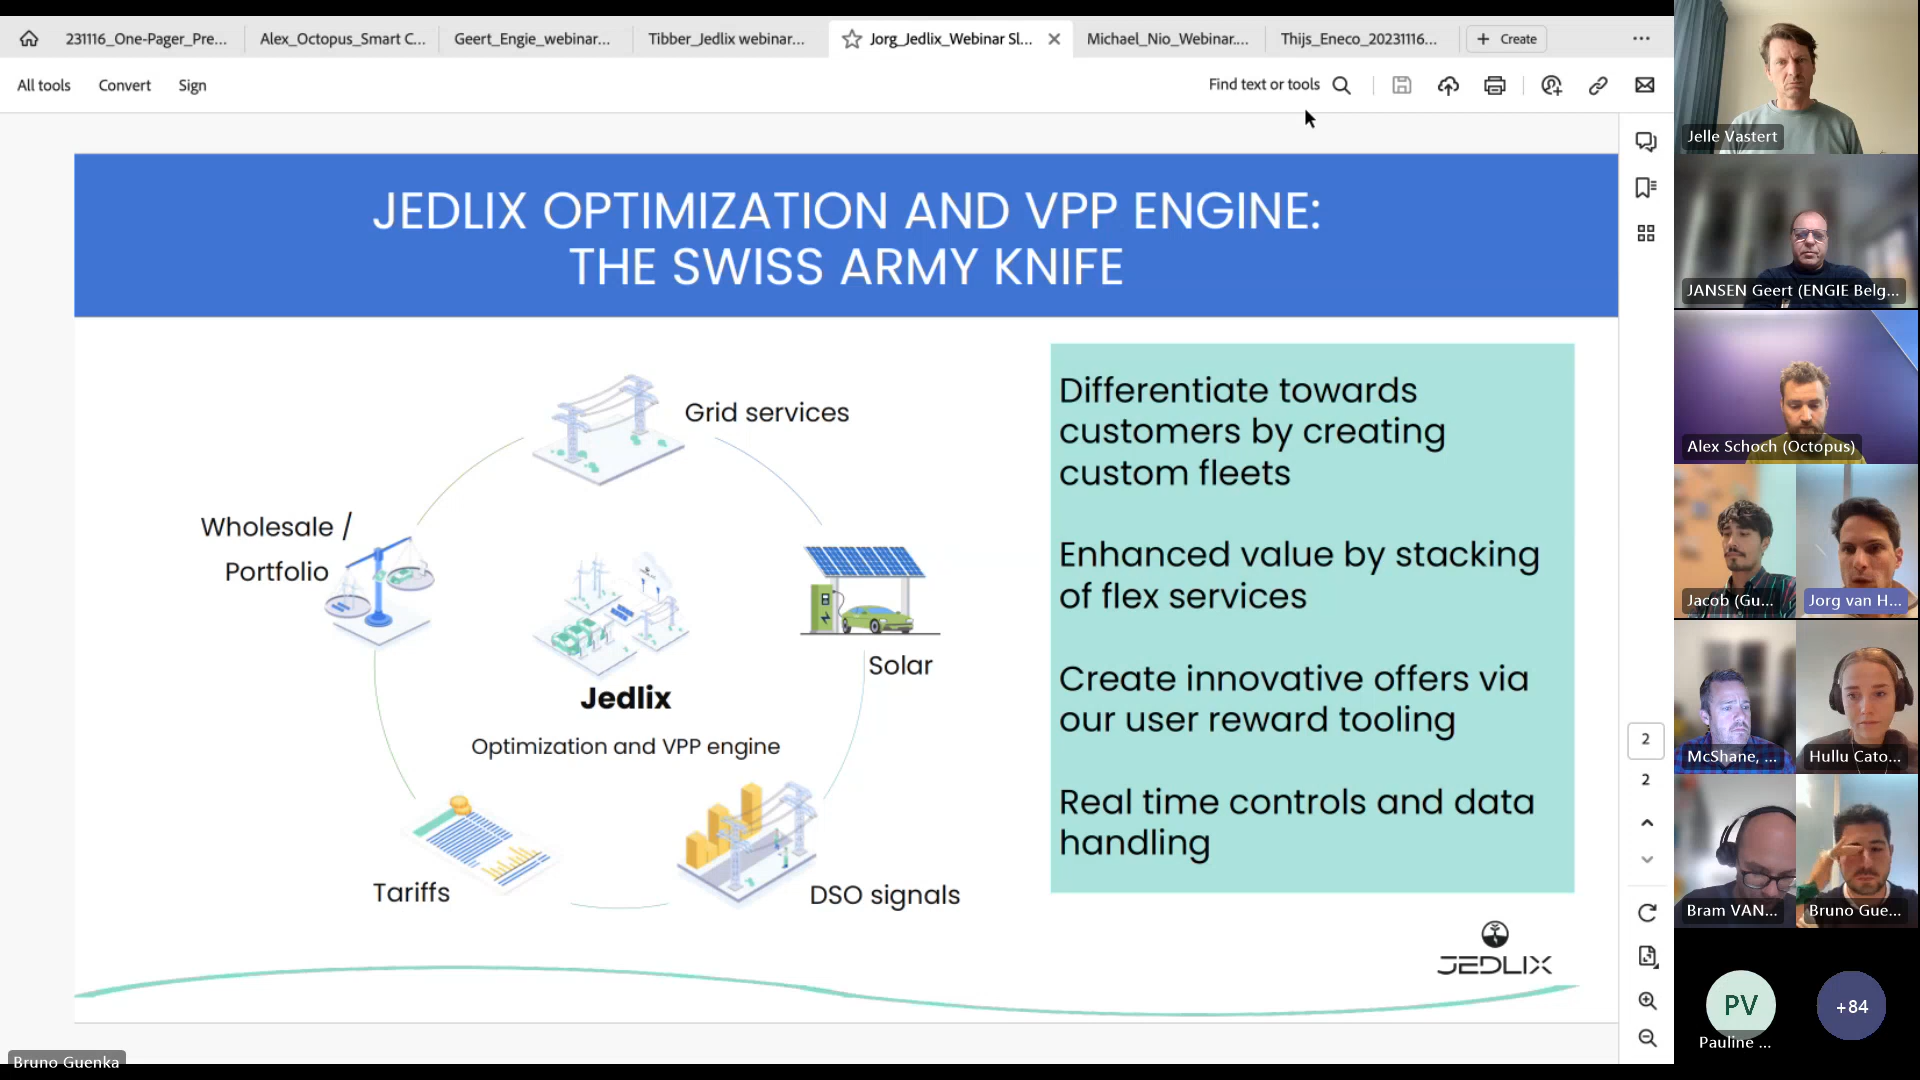 231116_One-Pager_Pre...
Alex_Octopus_Smart C...
Geert_Engie_webinar...
Tibber_Jedlix webinar...
Jorg_Jedlix_Webinar Sl...
Michael_Nio_Webinar....
Thijs_Eneco_20231116...
Create
All tools
Convert
Sign
Find text or tools
JEDLIX OPTIMIZATION AND VPP ENGINE:
THE SWISS ARMY KNIFE
Grid services
Wholesale /
Portfolio
Solar
Jedlix
Optimization and VPP engine
Tariffs
DSO signals
Differentiate towards
customers by creating
custom fleets
Enhanced value by stacking
of flex services
Create innovative offers via
our user reward tooling
Real time controls and data
handling
JEDLIX
2
2
Bruno Guenka
Jelle Vastert
JANSEN Geert (ENGIE Belg...
Alex Schoch (Octopus)
Jacob (Gu...
Jorg van H...
McShane, ...
Hullu Cato...
Bram VAN...
Bruno Gue...
PV
Pauline ...
+84